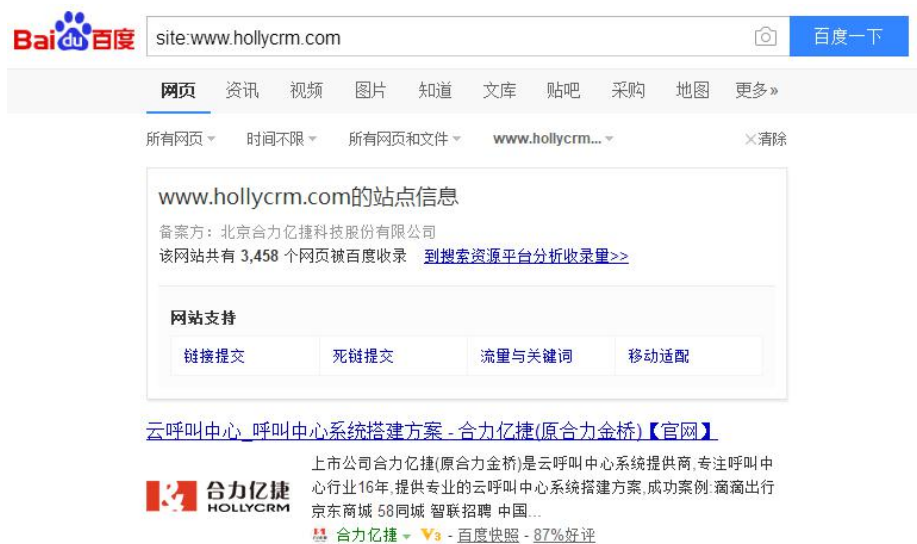 Bai du 百度 site:www.hollycrm.com 百度一下
网页 资讯 视频 图片 知道 文库 贴吧 采购 地图 更多»
所有网页 时间不限 所有网页和文件 www.hollycrm... ×清除
www.hollycrm.com的站点信息
备案方：北京合力亿捷科技股份有限公司
该网站共有 3,458 个网页被百度收录 到搜索资源平台分析收录量>>
网站支持
链接提交 死链提交 流量与关键词 移动适配
云呼叫中心_呼叫中心系统搭建方案 - 合力亿捷(原合力金桥)【官网】
合力亿捷
HOLLYCRM
上市公司合力亿捷(原合力金桥)是云呼叫中心系统提供商,专注呼叫中
心行业16年,提供专业的云呼叫中心系统搭建方案,成功案例:滴滴出行
京东商城 58同城 智联招聘 中国...
合力亿捷 V3 - 百度快照 - 87%好评